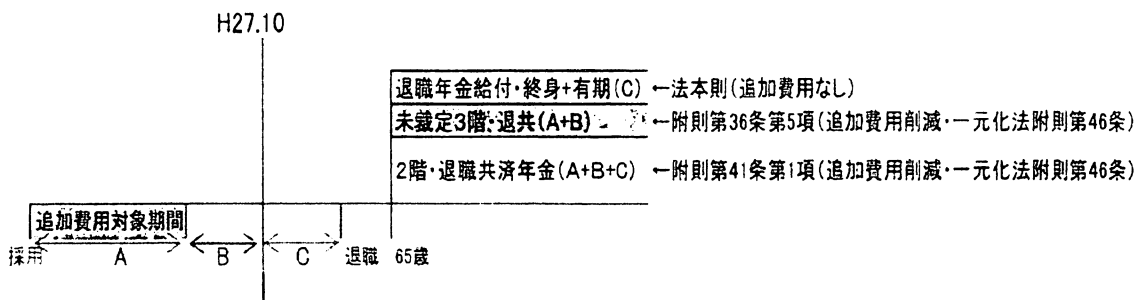 H27.10
退職年金給付・終身+有期(C) ←法本則(追加費用なし)
未裁定3階・退共(A+B) ←附則第36条第5項(追加費用削減・一元化法附則第46条)
2階・退職共済年金(A+B+C) ←附則第41条第1項(追加費用削減・一元化法附則第46条)
追加費用対象期間
採用 A B C 退職 65歳